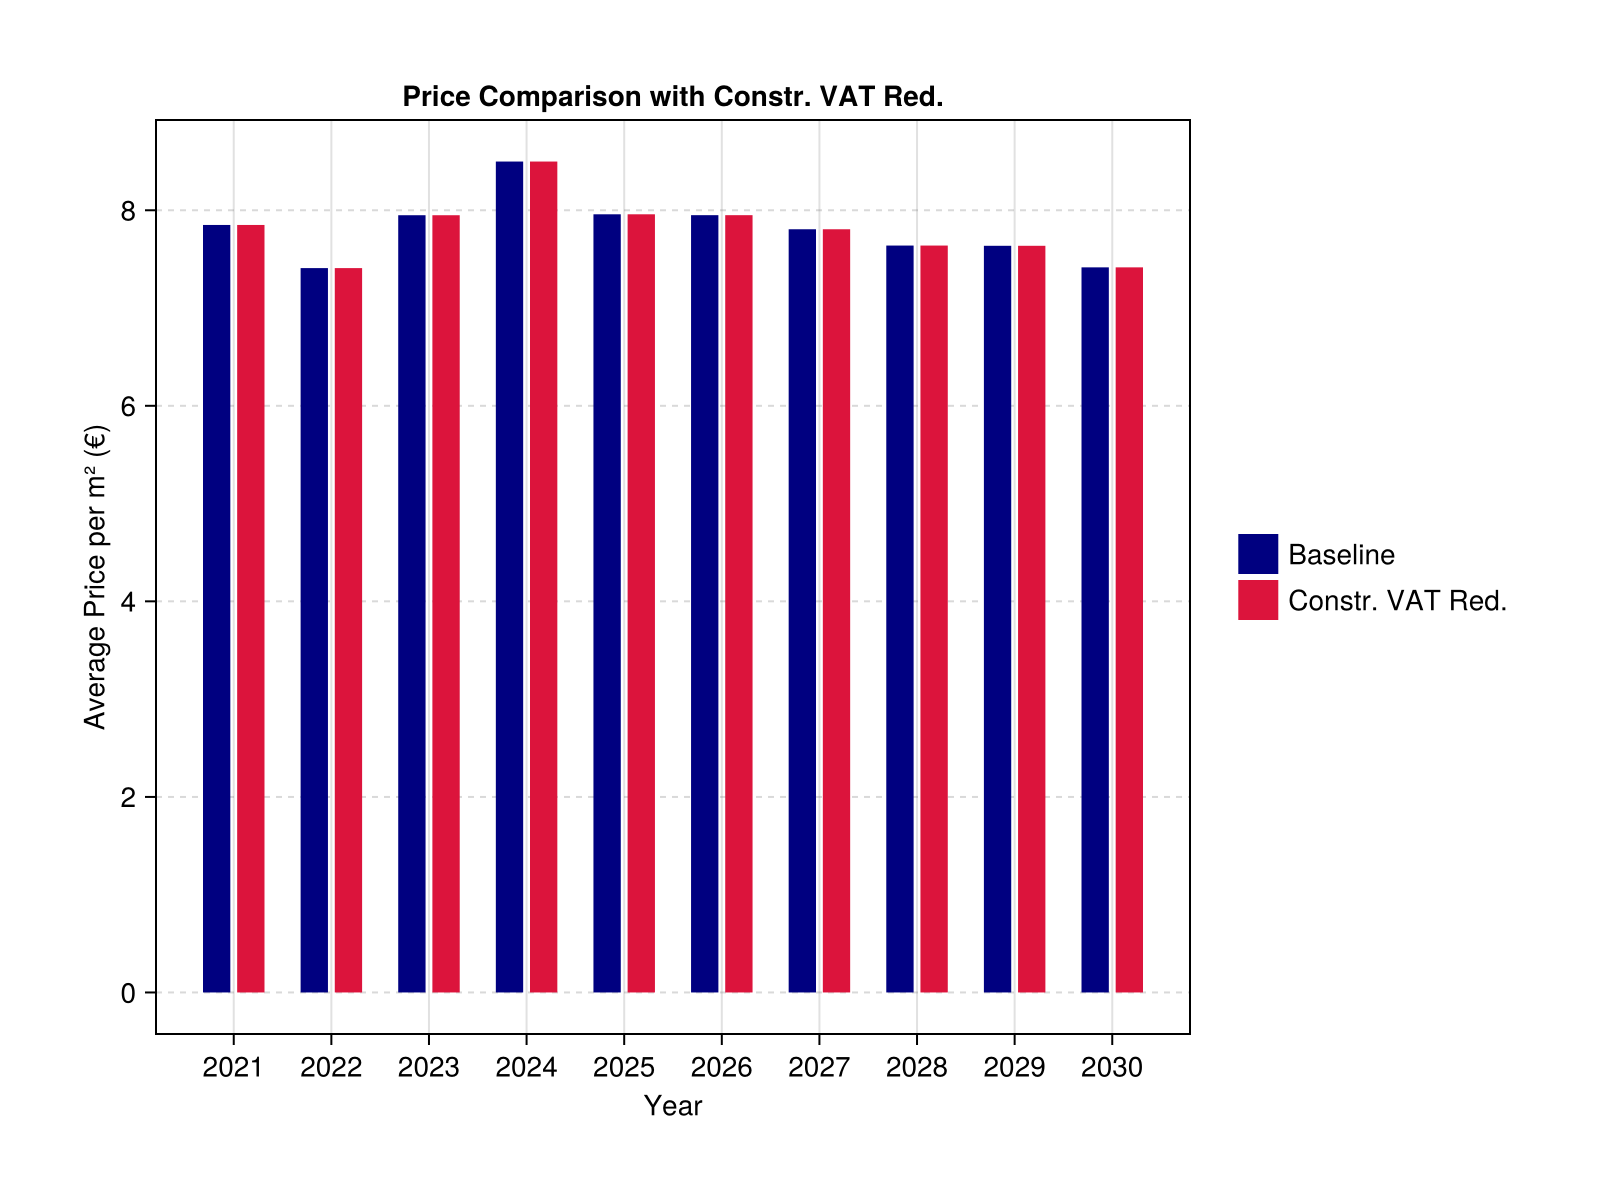 Price Comparison with Constr. VAT Red.
Average Price per m² (€)
8
6
4
2
0
2021 2022 2023 2024 2025 2026 2027 2028 2029 2030
Year
Baseline
Constr. VAT Red.